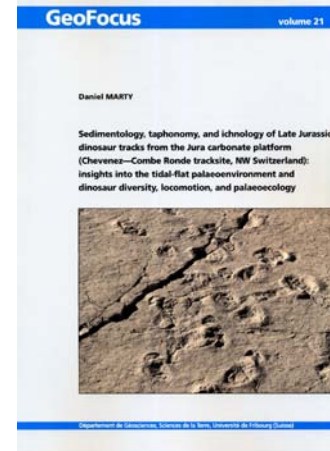 GeoFocus
volume 21
Daniel MARTY
Sedimentology, taphonomy, and ichnology of Late Jurassic
dinosaur tracks from the Jura carbonate platform
(Chevenez—Combe Ronde tracksite, NW Switzerland):
insights into the tidal-flat palaeoenvironment and
dinosaur diversity, locomotion, and palaeoecology
Département de Géosciences, Sciences de la Terre, Université de Fribourg (Suisse)